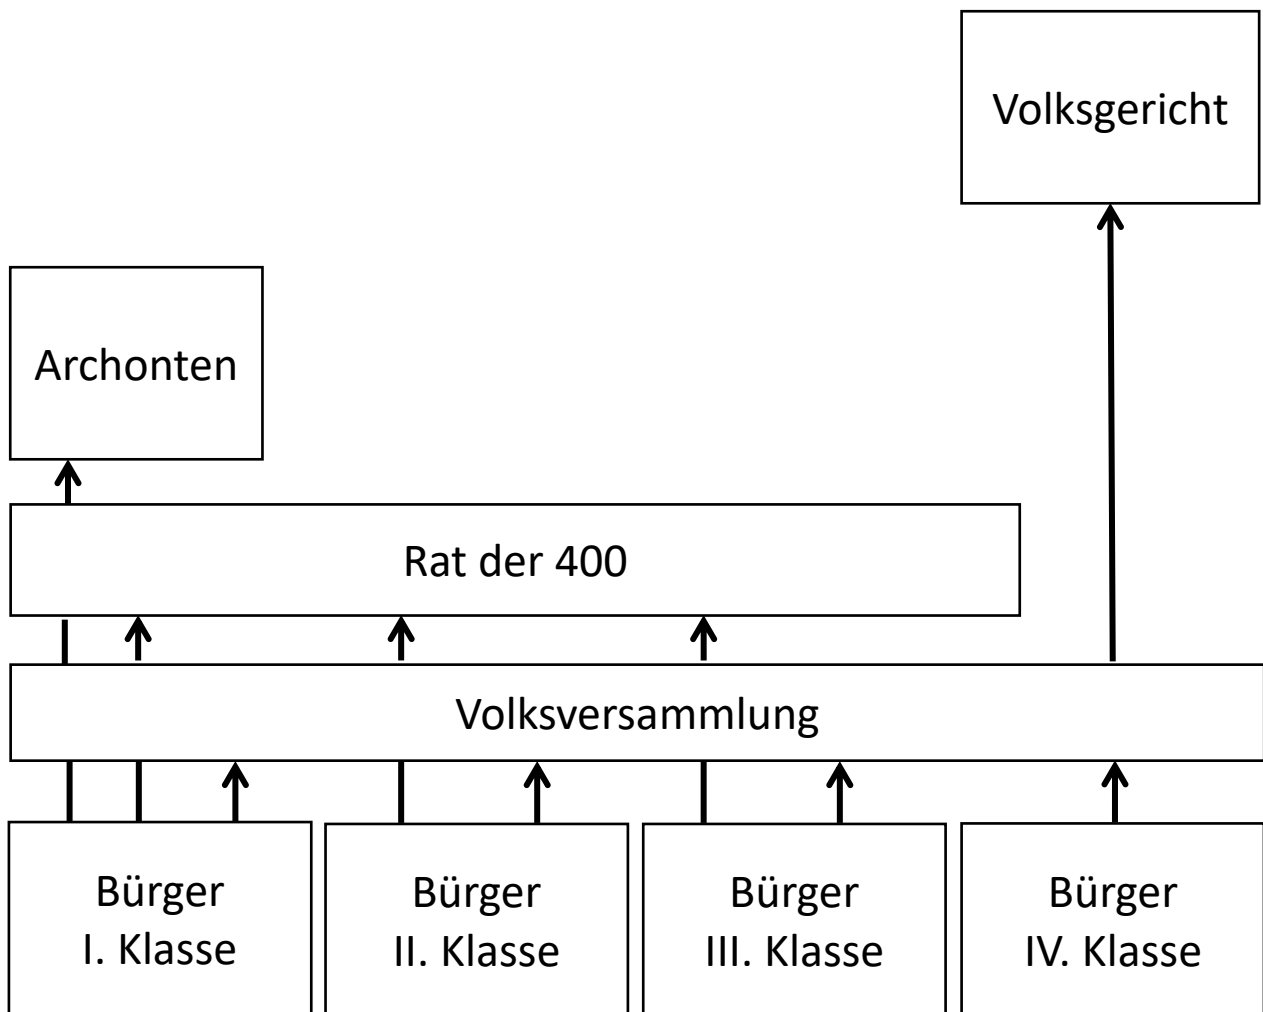 Volksgericht
Archonten
Rat der 400
Volksversammlung
Bürger
I. Klasse
Bürger
II. Klasse
Bürger
III. Klasse
Bürger
IV. Klasse